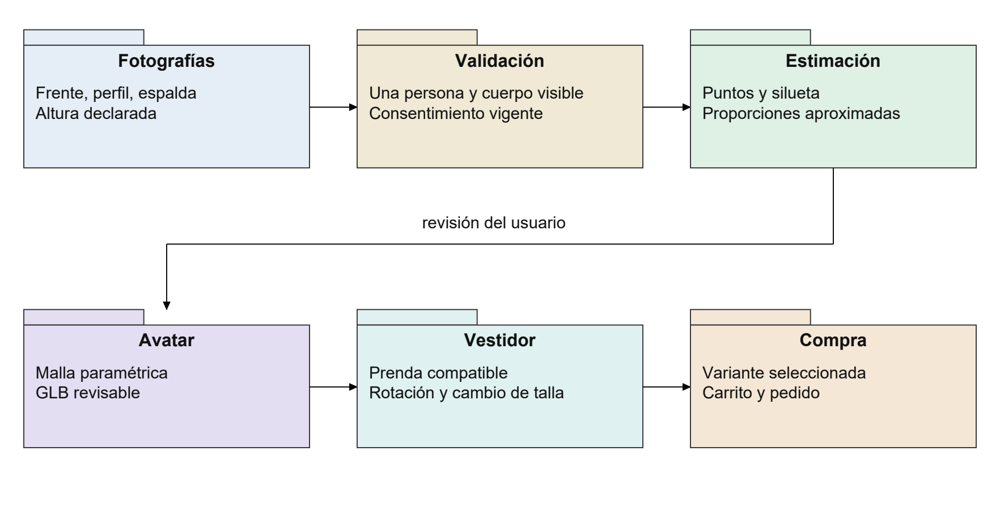 Fotografías
Frente, perfil, espalda
Altura declarada
Validación
Una persona y cuerpo visible
Consentimiento vigente
Estimación
Puntos y silueta
Proporciones aproximadas
revisión del usuario
Avatar
Malla paramétrica
GLB revisable
Vestidor
Prenda compatible
Rotación y cambio de talla
Compra
Variante seleccionada
Carrito y pedido